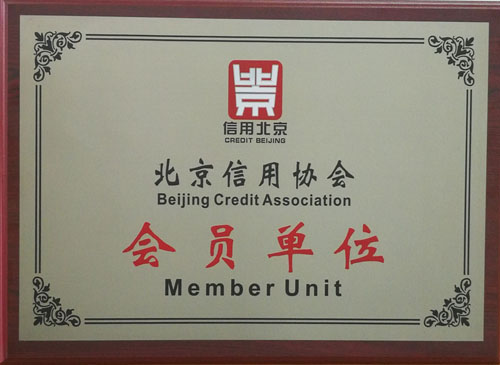 信用北京
CREDIT BEIJING
北京信用协会
Beijing Credit Association
会员单位
Member Unit